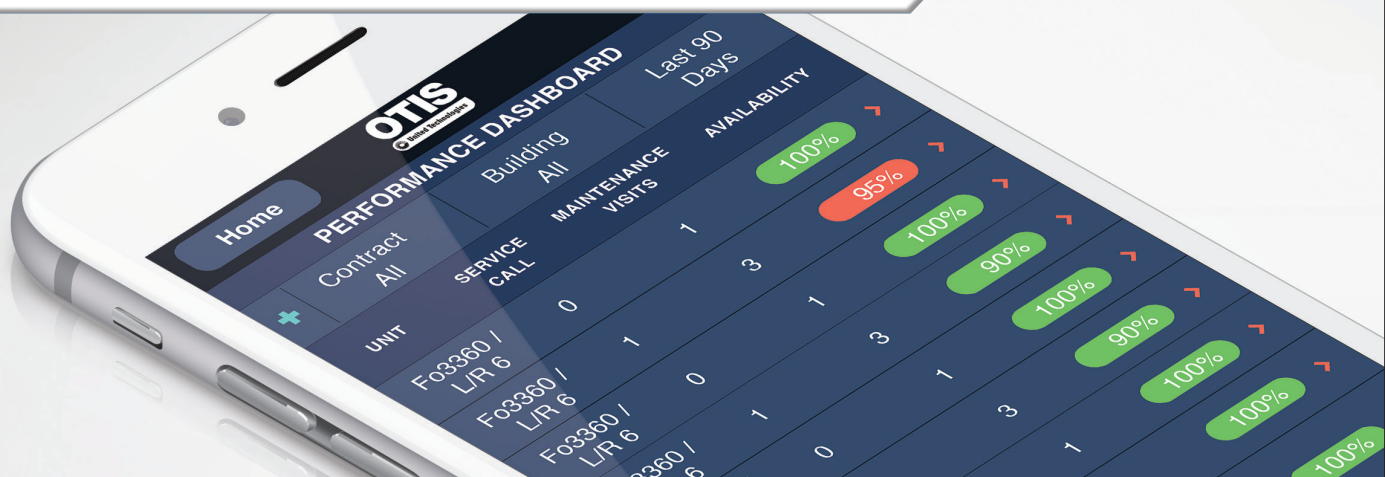 Home
OTIS
United Technologies
PERFORMANCE DASHBOARD
Contract
All
Building
All
Last 90
Days
UNIT
SERVICE
CALL
MAINTENANCE
VISITS
AVAILABILITY
Fo3360 /
L/R 6
0
1
100%
Fo3360 /
L/R 6
1
3
95%
Fo3360 /
L/R 6
0
1
100%
3360 /
6
1
3
90%
0
1
100%
3
90%
1
100%
100%
100%